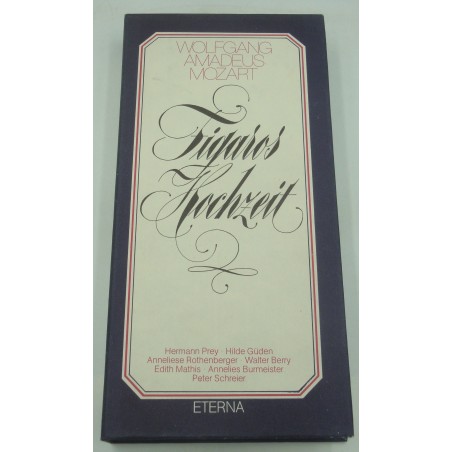 WOLFGANG
AMADEUS
MOZART
Figaros
Hochzeit
Hermann Prey · Hilde Güden
Anneliese Rothenberger · Walter Berry
Edith Mathis · Annelies Burmeister
Peter Schreier
ETERNA